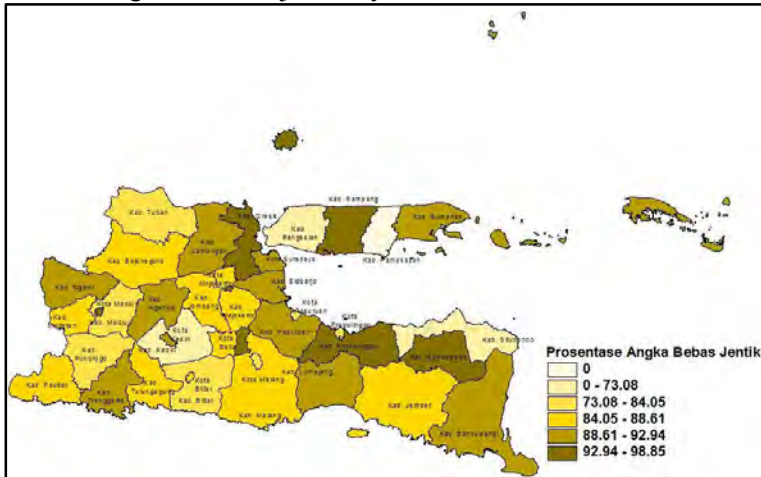 Kab. Sampang
Kab. Tuban
Kab. Gresik
Kab. Bangkalan
Kab. Sumenep
Kab. Lamongan
Kab. Pamekasan
Kab. Bojonegoro
Surabaya
Kab. Ngawi
Kab. Sidoarjo
Kota Madiun
Kab. Nganjuk
Kab. Jombang
Kab. Magetan
Kab. Madiun
Kota Pasuruan
Kota Probolinggo
Kota Kediri
Kab. Kediri
Kab. Pasuruan
Kab. Situbondo
Kab. Ponorogo
Kota Batu
Kab. Probolinggo
Kab. Bondowoso
Kab. Pacitan
Kab. Trenggalek
Kab. Tulungagung
Kota Blitar
Kab. Blitar
Kota Malang
Kab. Malang
Kab. Lumajang
Kab. Jember
Kab. Banyuwangi
Prosentase Angka Bebas Jentik
0
0 - 73.08
73.08 - 84.05
84.05 - 88.61
88.61 - 92.94
92.94 - 98.85